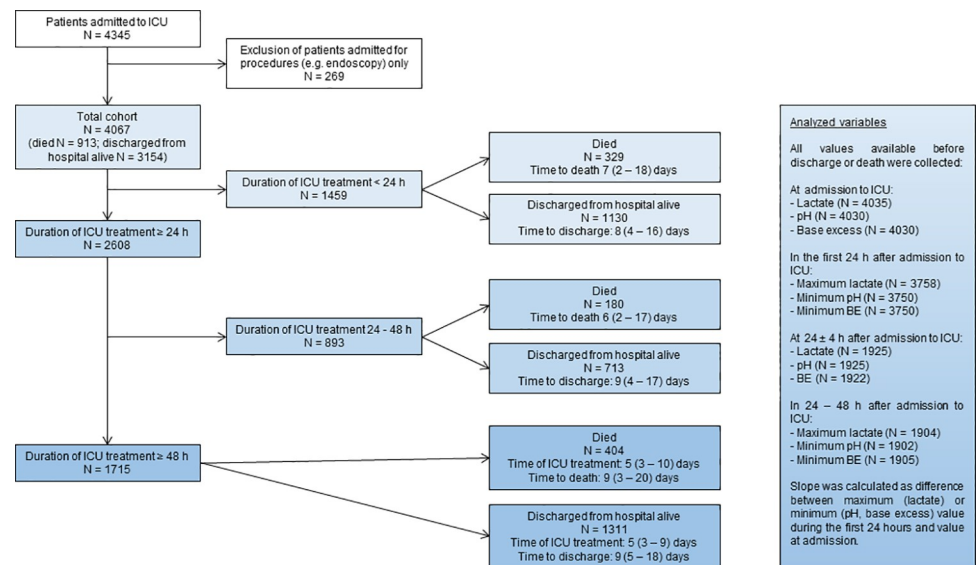 Patients admitted to ICU
N = 4345
Exclusion of patients admitted for
procedures (e.g. endoscopy) only
N = 269
Total cohort
N = 4067
(died N = 913; discharged from
hospital alive N = 3154)
Duration of ICU treatment < 24 h
N = 1459
Died
N = 329
Time to death 7 (2 – 18) days
Discharged from hospital alive
N = 1130
Time to discharge: 8 (4 – 16) days
Duration of ICU treatment ≥ 24 h
N = 2608
Duration of ICU treatment 24 - 48 h
N = 893
Died
N = 180
Time to death 6 (2 – 17) days
Discharged from hospital alive
N = 713
Time to discharge: 9 (4 – 17) days
Duration of ICU treatment ≥ 48 h
N = 1715
Died
N = 404
Time of ICU treatment: 5 (3 – 10) days
Time to death: 9 (3 – 20) days
Discharged from hospital alive
N = 1311
Time of ICU treatment: 5 (3 – 9) days
Time to discharge: 9 (5 – 18) days
Analyzed variables
All values available before
discharge or death were collected:
At admission to ICU:
- Lactate (N = 4035)
- pH (N = 4030)
- Base excess (N = 4030)
In the first 24 h after admission to
ICU:
- Maximum lactate (N = 3758)
- Minimum pH (N = 3750)
- Minimum BE (N = 3750)
At 24 ± 4 h after admission to ICU:
- Lactate (N = 1925)
- pH (N = 1925)
- BE (N = 1922)
In 24 – 48 h after admission to
ICU:
- Maximum lactate (N = 1904)
- Minimum pH (N = 1902)
- Minimum BE (N = 1905)
Slope was calculated as difference
between maximum (lactate) or
minimum (pH, base excess) value
during the first 24 hours and value
at admission.